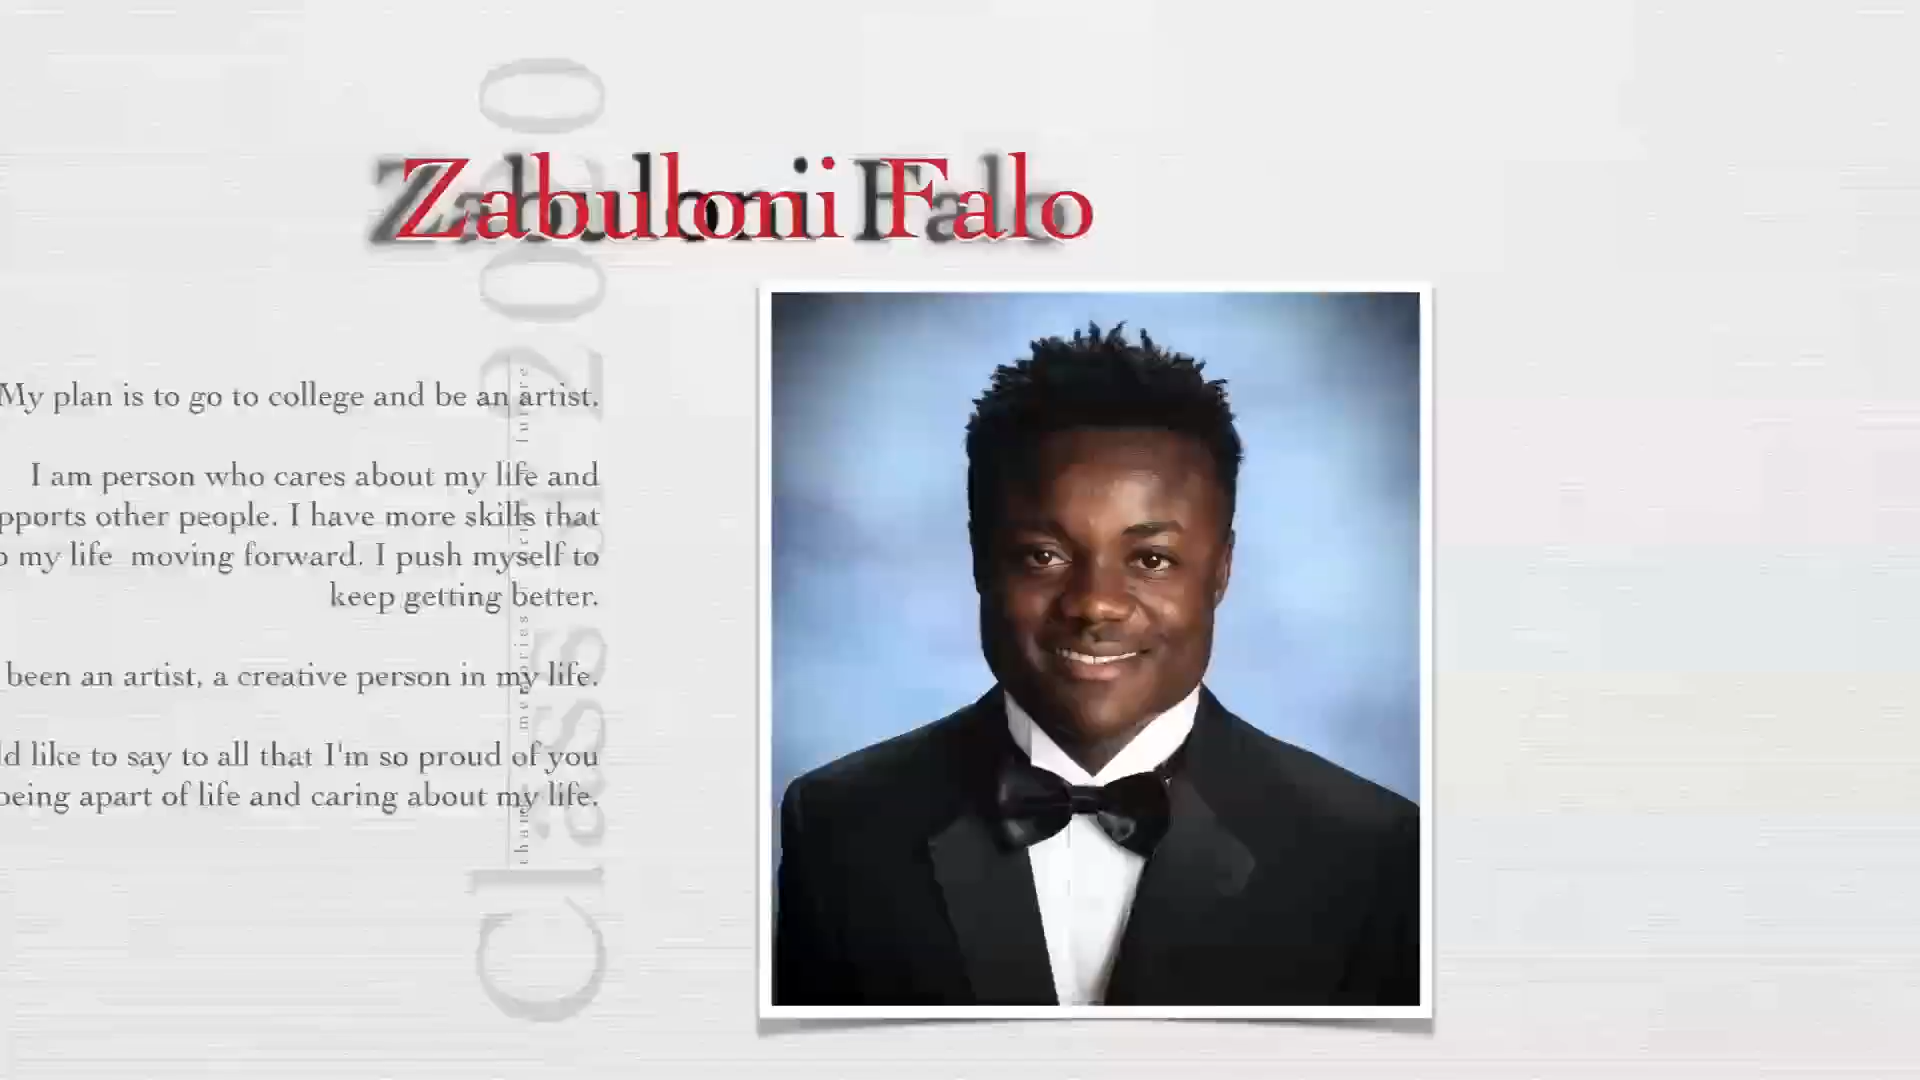 Zabuloni Falo
My plan is to go to college and be an artist.
I am person who cares about my life and
pports other people. I have more skills that
my life moving forward. I push myself to
keep getting better.
been an artist, a creative person in my life.
ld like to say to all that I'm so proud of you
being apart of life and caring about my life.
Class of 2020